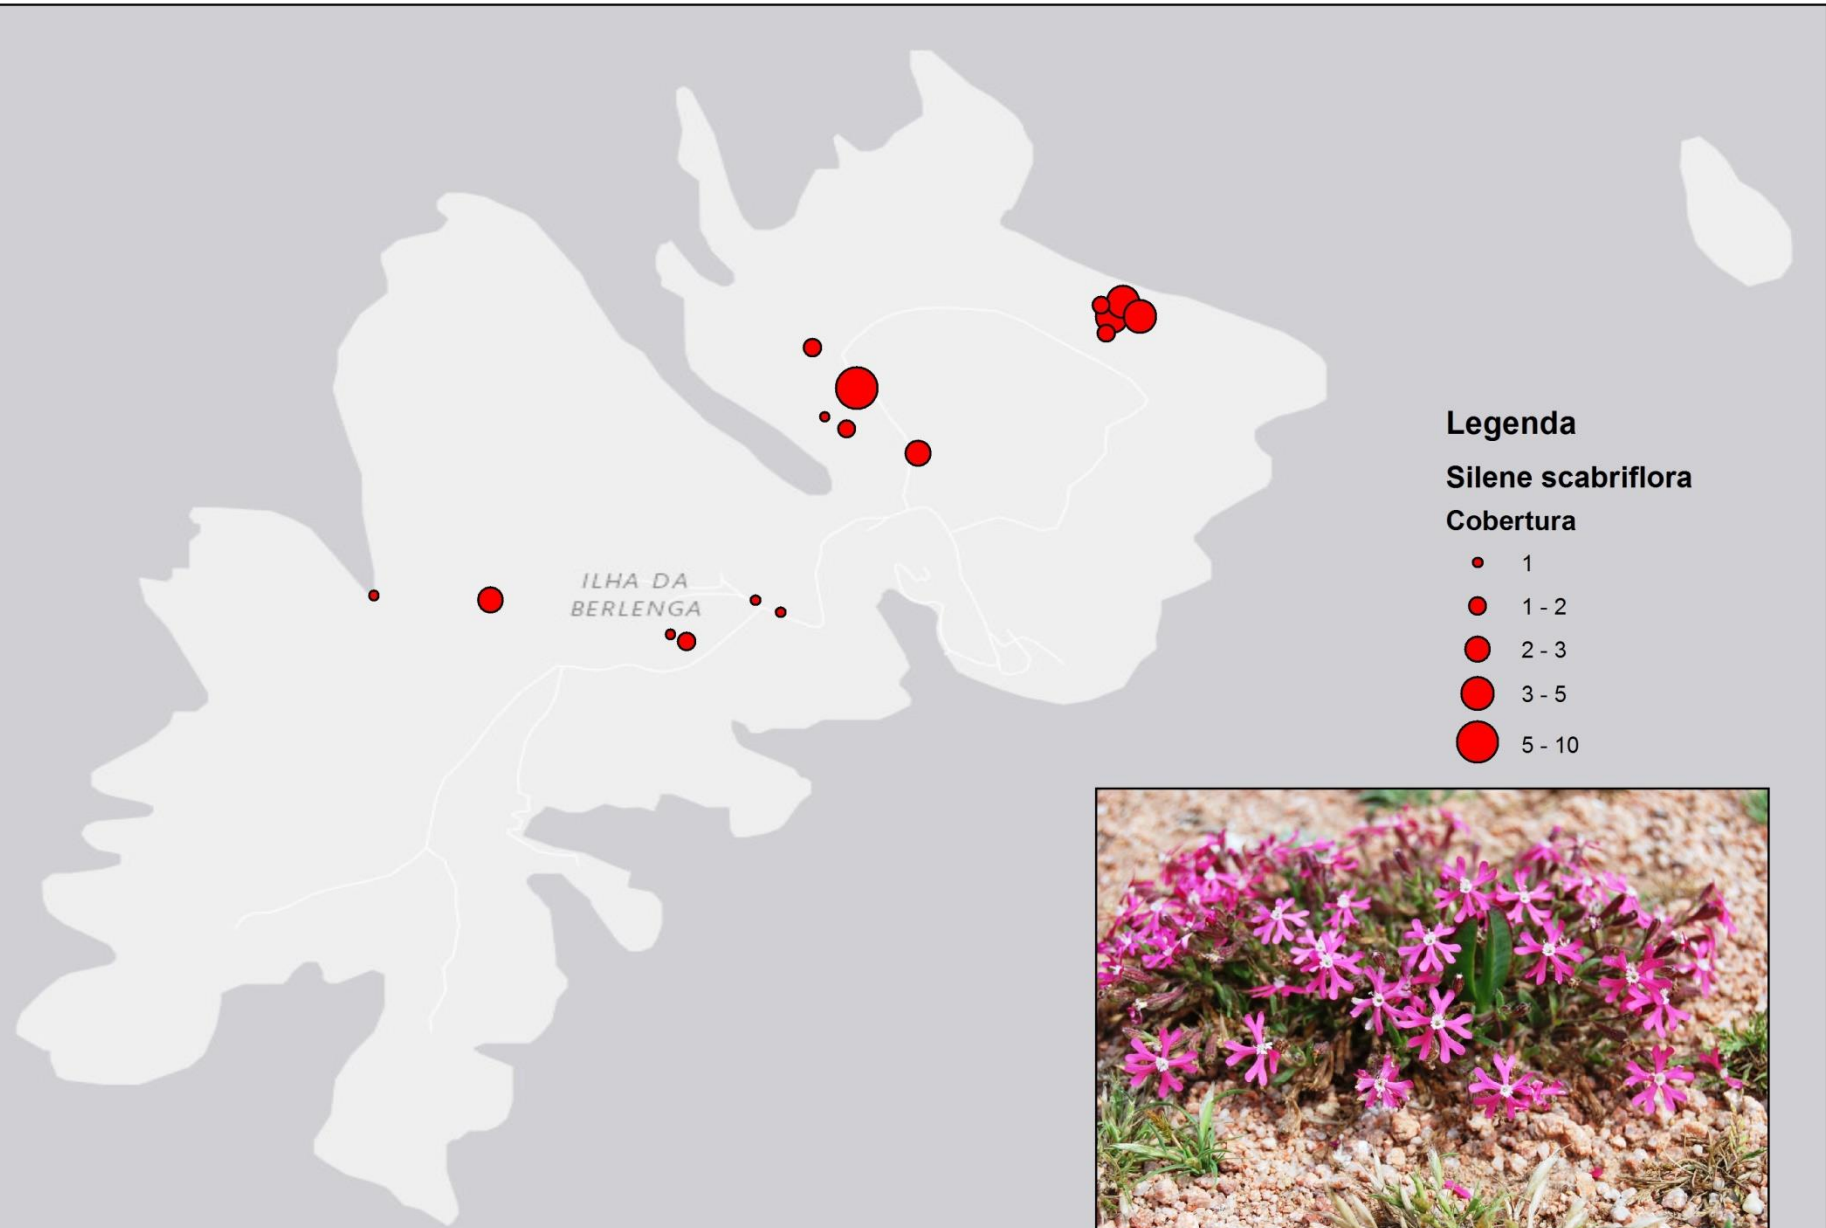 ILHA DA
BERLENGA
Legenda
Silene scabriflora
Cobertura
1
1 - 2
2 - 3
3 - 5
5 - 10